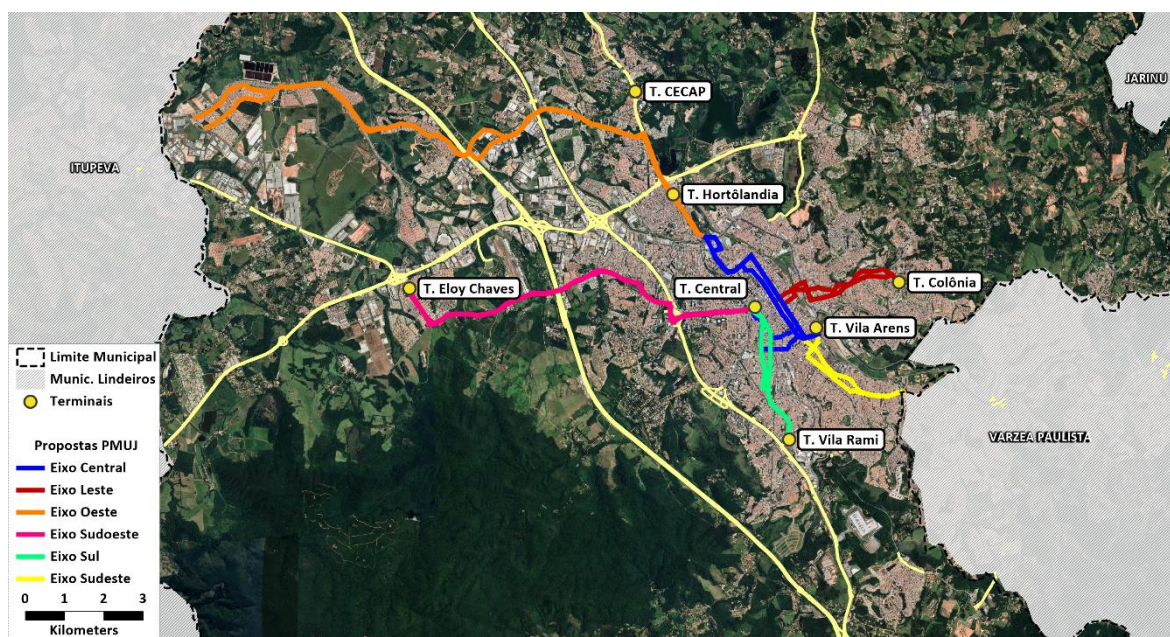 JARINU
T. CECAP
ITUPEVA
T. Hortôlandia
T. Eloy Chaves
T. Central
T. Colônia
T. Vila Arens
VARZEA PAULISTA
T. Vila Rami
Limite Municipal
Munic. Lindeiros
Terminais
Propostas PMUJ
Eixo Central
Eixo Leste
Eixo Oeste
Eixo Sudoeste
Eixo Sul
Eixo Sudeste
0 1 2 3
Kilometers